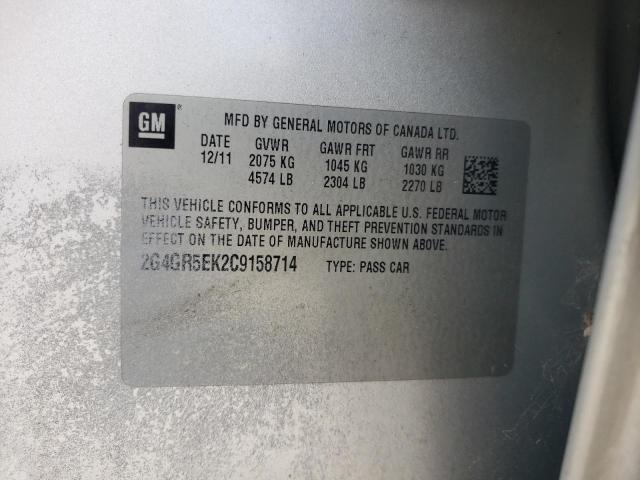 GM ®
MFD BY GENERAL MOTORS OF CANADA LTD.
DATE GVWR GAWR FRT GAWR RR
12/11 2075 KG 1045 KG 1030 KG
4574 LB 2304 LB 2270 LB
THIS VEHICLE CONFORMS TO ALL APPLICABLE U.S. FEDERAL MOTOR
VEHICLE SAFETY, BUMPER, AND THEFT PREVENTION STANDARDS IN
EFFECT ON THE DATE OF MANUFACTURE SHOWN ABOVE.
2G4GR5EK2C9158714 TYPE: PASS CAR